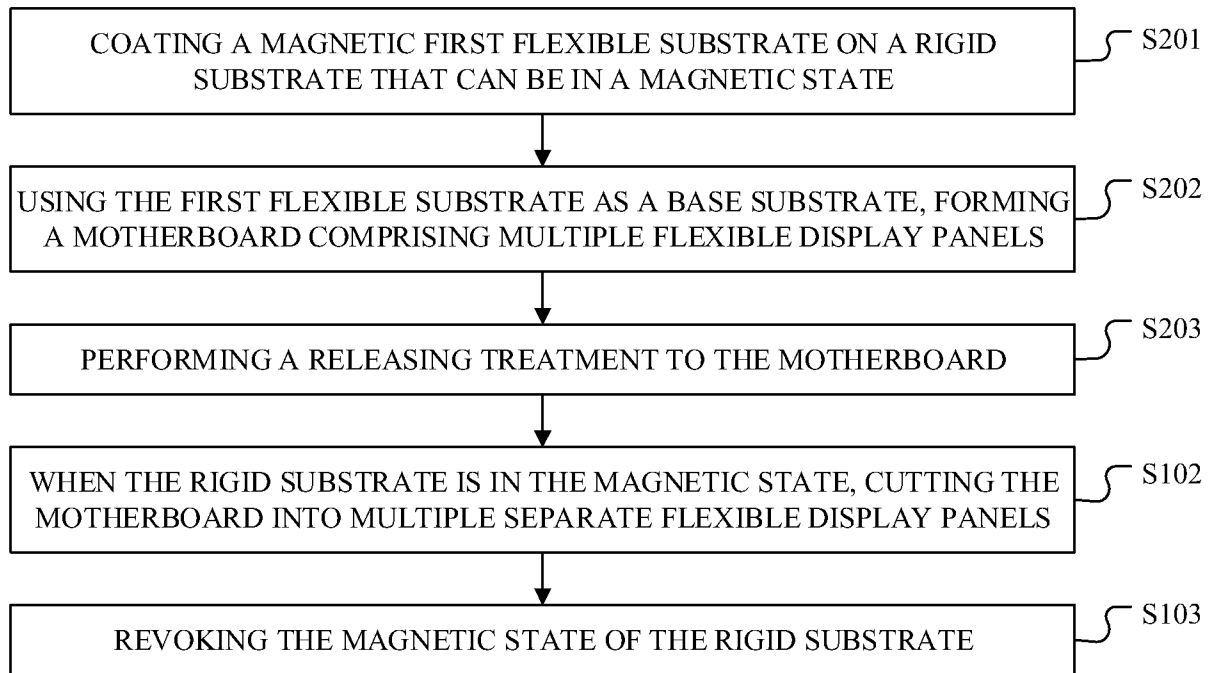 COATING A MAGNETIC FIRST FLEXIBLE SUBSTRATE ON A RIGID
SUBSTRATE THAT CAN BE IN A MAGNETIC STATE
S201
USING THE FIRST FLEXIBLE SUBSTRATE AS A BASE SUBSTRATE, FORMING
A MOTHERBOARD COMPRISING MULTIPLE FLEXIBLE DISPLAY PANELS
S202
PERFORMING A RELEASING TREATMENT TO THE MOTHERBOARD
S203
WHEN THE RIGID SUBSTRATE IS IN THE MAGNETIC STATE, CUTTING THE
MOTHERBOARD INTO MULTIPLE SEPARATE FLEXIBLE DISPLAY PANELS
S102
REVOKING THE MAGNETIC STATE OF THE RIGID SUBSTRATE
S103